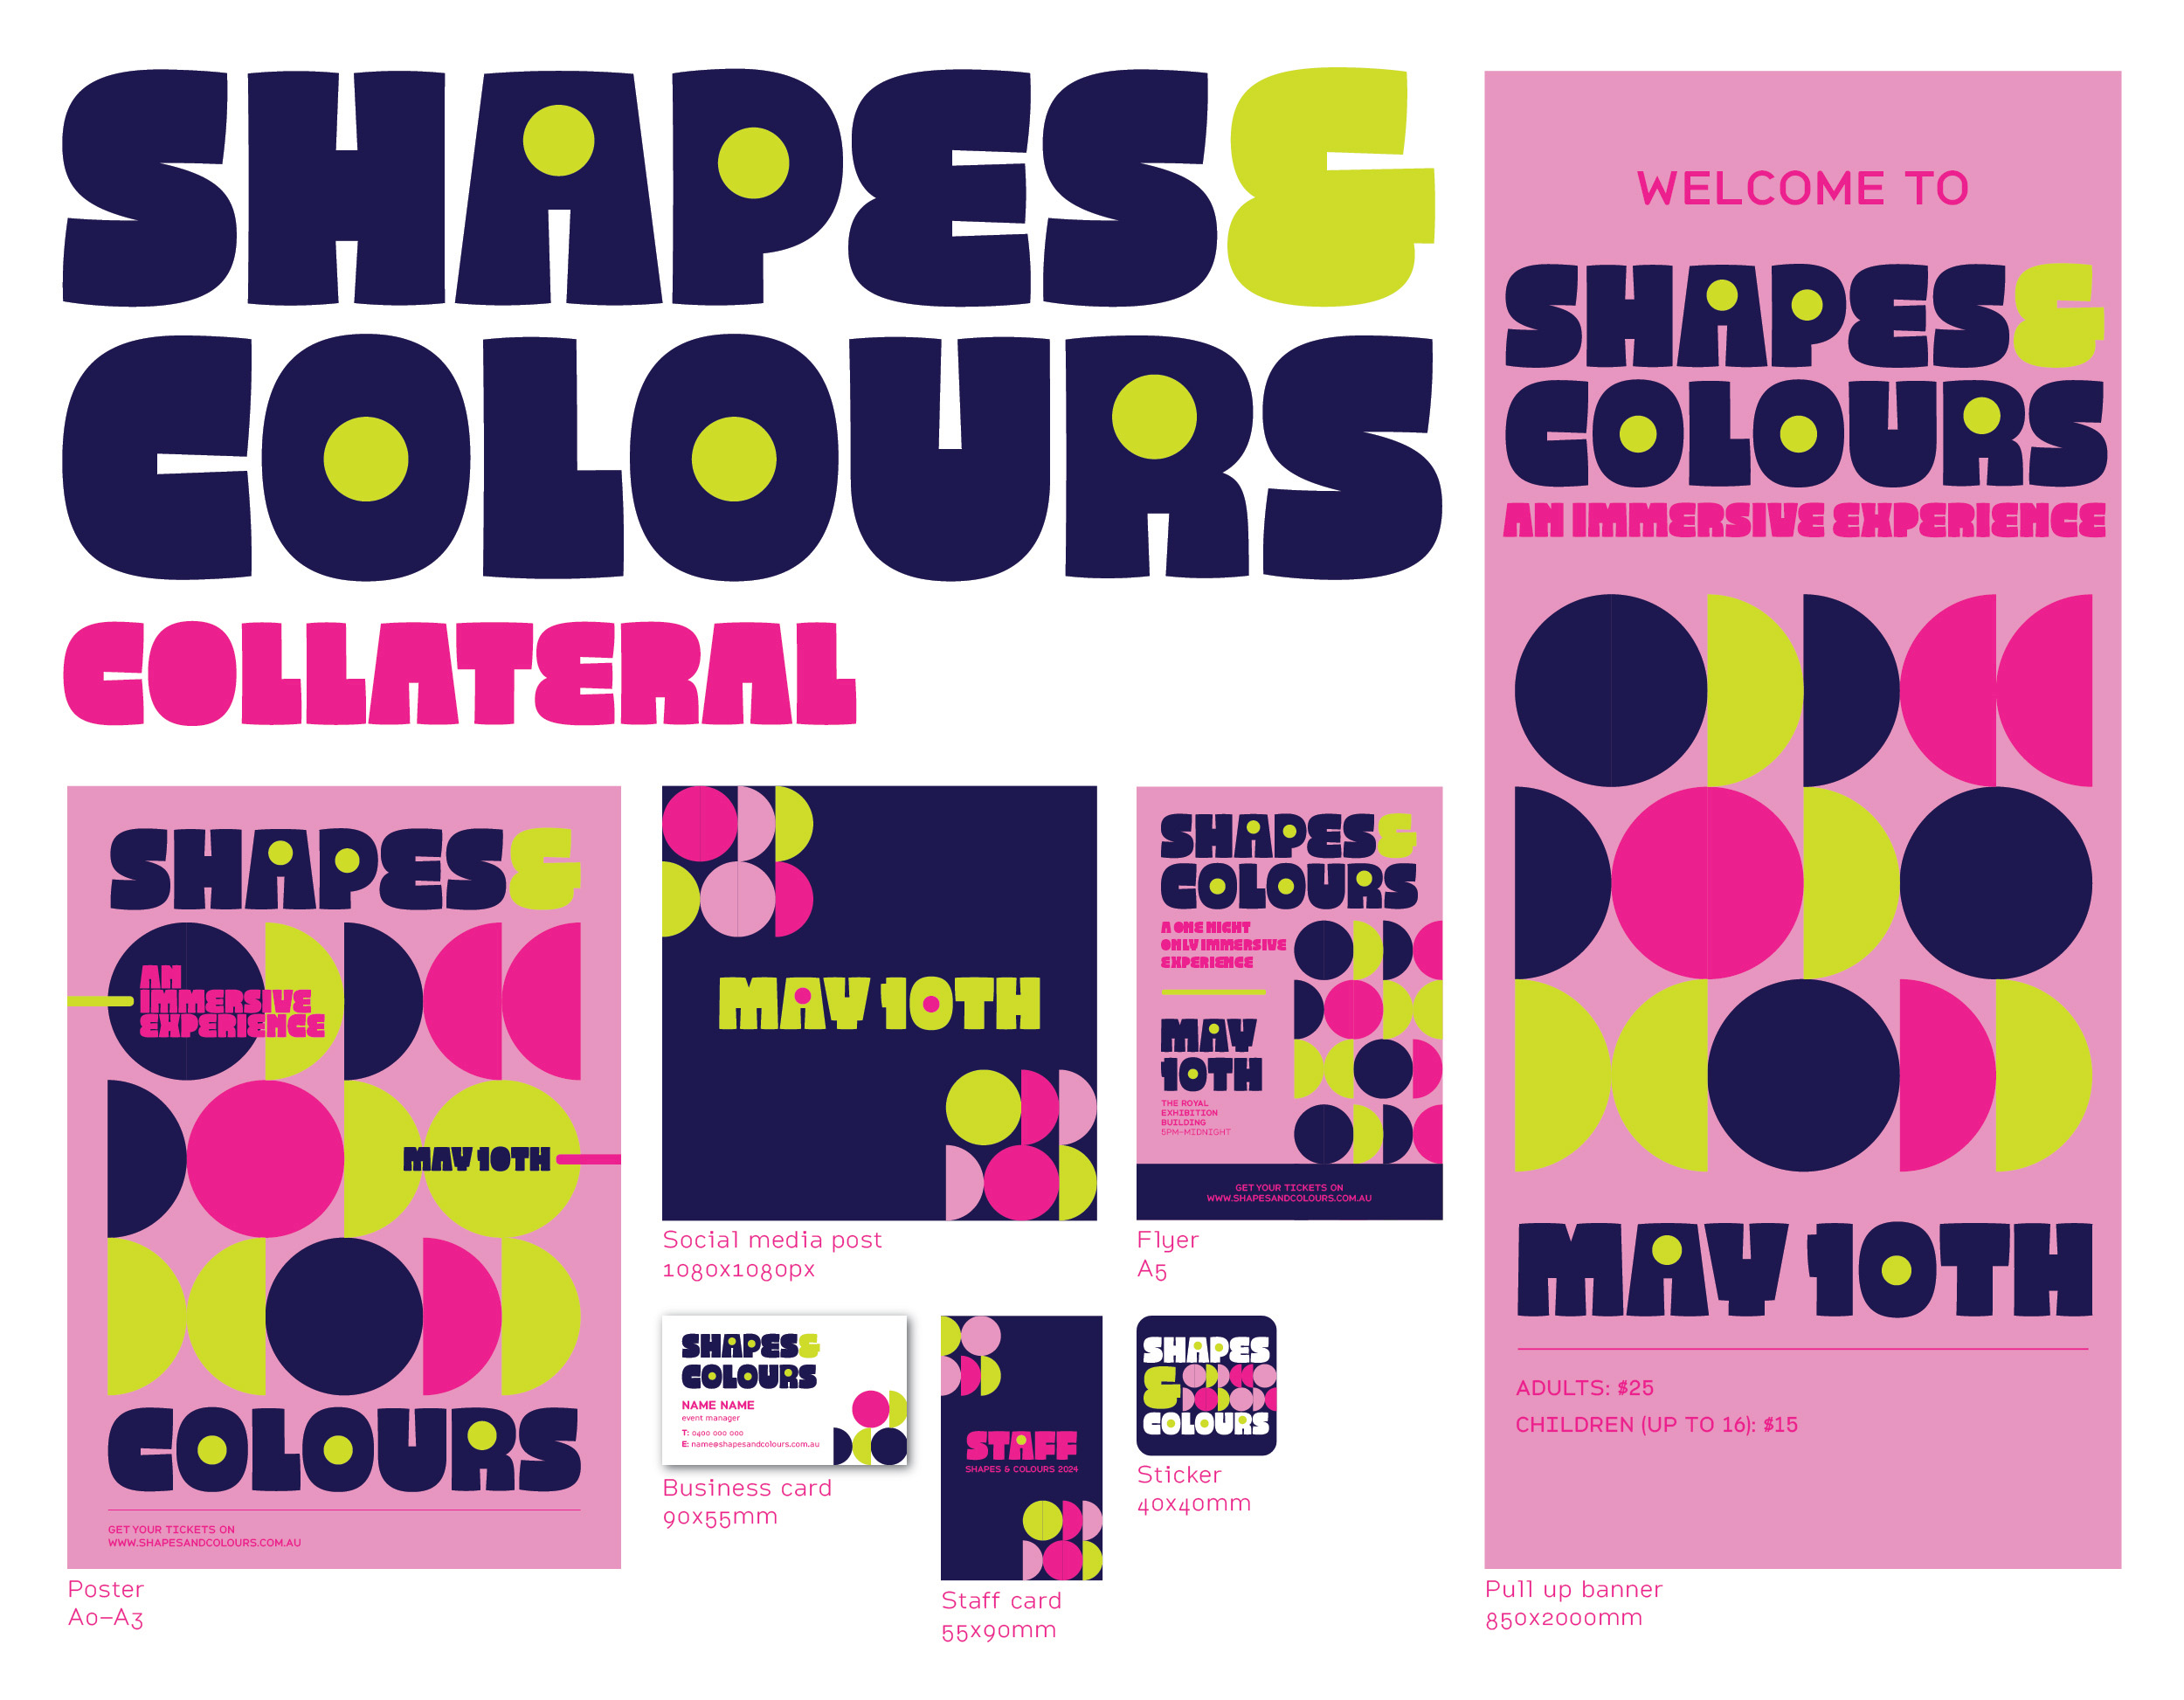 SHAPES&
COLOURS
COLLATERAL
SHAPES&
AN
IMMERSIVE
EXPERIENCE
MAY 10TH
COLOURS
GET YOUR TICKETS ON
WWW.SHAPESANDCOLOURS.COM.AU
Poster
A0–A3
MAY 10TH
Social media post
1080x1080px
SHAPES&
COLOURS
A ONE NIGHT
ONLY IMMERSIVE
EXPERIENCE
MAY
10TH
THE ROYAL
EXHIBITION
BUILDING
5PM–MIDNIGHT
GET YOUR TICKETS ON
WWW.SHAPESANDCOLOURS.COM.AU
Flyer
A5
SHAPES&
COLOURS
NAME NAME
event manager
T: 0400 000 000
E: name@shapesandcolours.com.au
Business card
90x55mm
STAFF
SHAPES & COLOURS 2024
Staff card
55x90mm
SHAPES
&
COLOURS
Sticker
40x40mm
WELCOME TO
SHAPES&
COLOURS
AN IMMERSIVE EXPERIENCE
MAY 10TH
ADULTS: $25
CHILDREN (UP TO 16): $15
Pull up banner
850x2000mm